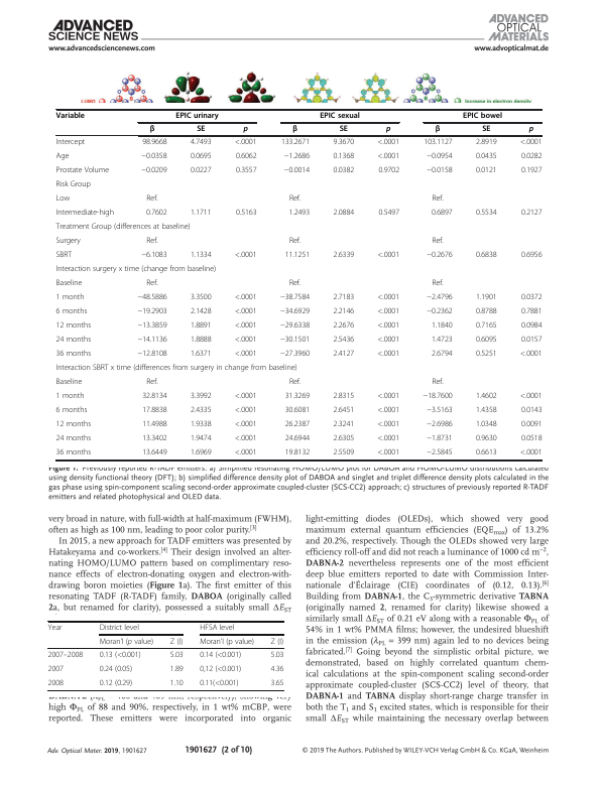 ADVANCED
SCIENCE NEWS
www.advancedsciencenews.com
ADVANCED
OPTICAL
MATERIALS
www.advopticalmat.de
LUMO
Increase in electron density
Variable EPIC urinary EPIC sexual EPIC bowel
β SE p β SE p β SE p
Intercept 98.9668 4.7493 <.0001 133.2671 9.3670 <.0001 103.1127 2.8919 <.0001
Age −0.0358 0.0695 0.6062 −1.2686 0.1368 <.0001 −0.0954 0.0435 0.0282
Prostate Volume −0.0209 0.0227 0.3557 −0.0014 0.0382 0.9702 −0.0158 0.0121 0.1927
Risk Group
Low Ref. Ref. Ref.
Intermediate-high 0.7602 1.1711 0.5163 1.2493 2.0884 0.5497 0.6897 0.5534 0.2127
Treatment Group (differences at baseline)
Surgery Ref. Ref. Ref.
SBRT −6.1083 1.1334 <.0001 11.1251 2.6339 <.0001 −0.2676 0.6838 0.6956
Interaction surgery x time (change from baseline)
Baseline Ref. Ref. Ref.
1 month −48.5886 3.3500 <.0001 −38.7584 2.7183 <.0001 −2.4796 1.1901 0.0372
6 months −19.2903 2.1428 <.0001 −34.6929 2.2146 <.0001 −0.2362 0.8788 0.7881
12 months −13.3859 1.8891 <.0001 −29.6338 2.2676 <.0001 1.1840 0.7165 0.0984
24 months −14.1136 1.8888 <.0001 −30.1501 2.5436 <.0001 1.4723 0.6095 0.0157
36 months −12.8108 1.6371 <.0001 −27.3960 2.4127 <.0001 2.6794 0.5251 <.0001
Interaction SBRT x time (differences from surgery in change from baseline)
Baseline Ref. Ref. Ref.
1 month 32.8134 3.3992 <.0001 31.3269 2.8315 <.0001 −18.7600 1.4602 <.0001
6 months 17.8838 2.4335 <.0001 30.6081 2.6451 <.0001 −3.5163 1.4358 0.0143
12 months 11.4988 1.9338 <.0001 26.2387 2.3241 <.0001 −2.6986 1.0348 0.0091
24 months 13.3402 1.9474 <.0001 24.6944 2.6305 <.0001 −1.8731 0.9630 0.0518
36 months 13.6449 1.6969 <.0001 19.8132 2.5509 <.0001 −2.5845 0.6613 <.0001
Figure 1. Previously reported R-TADF emitters. a) Simplified resonating HOMO/LUMO plot for DABOA and HOMO-LUMO distributions calculated
using density functional theory (DFT); b) simplified difference density plot of DABOA and singlet and triplet difference density plots calculated in the
gas phase using spin-component scaling second-order approximate coupled-cluster (SCS-CC2) approach; c) structures of previously reported R-TADF
emitters and related photophysical and OLED data.
very broad in nature, with full-width at half-maximum (FWHM),
often as high as 100 nm, leading to poor color purity.[3]
In 2015, a new approach for TADF emitters was presented by
Hatakeyama and co-workers.[4] Their design involved an alter-
nating HOMO/LUMO pattern based on complimentary reso-
nance effects of electron-donating oxygen and electron-with-
drawing boron moieties (Figure 1a). The first emitter of this
resonating TADF (R-TADF) family, DABOA (originally called
2a, but renamed for clarity), possessed a suitably small ΔEST
Year District level HFSA level
Moran'I (p value) Z (I) Moran'I (p value) Z (I)
2007–2008 0.13 (<0.001) 5.03 0.14 (<0.001) 5.03
2007 0.24 (0.05) 1.89 0,12 (<0.001) 4.36
2008 0.12 (0.29) 1.10 0.11(<0.001) 3.65
high ΦPL of 88 and 90%, respectively, in 1 wt% mCBP, were
reported. These emitters were incorporated into organic
light-emitting diodes (OLEDs), which showed very good
maximum external quantum efficiencies (EQEmax) of 13.2%
and 20.2%, respectively. Though the OLEDs showed very large
efficiency roll-off and did not reach a luminance of 1000 cd m−2,
DABNA-2 nevertheless represents one of the most efficient
deep blue emitters reported to date with Commission Inter-
nationale d'Éclairage (CIE) coordinates of (0.12, 0.13).[6]
Building from DABNA-1, the C3-symmetric derivative TABNA
(originally named 2, renamed for clarity) likewise showed a
similarly small ΔEST of 0.21 eV along with a reasonable ΦPL of
54% in 1 wt% PMMA films; however, the undesired blueshift
in the emission (λPL = 399 nm) again led to no devices being
fabricated.[7] Going beyond the simplistic orbital picture, we
demonstrated, based on highly correlated quantum chem-
ical calculations at the spin-component scaling second-order
approximate coupled-cluster (SCS-CC2) level of theory, that
DABNA-1 and TABNA display short-range charge transfer in
both the T1 and S1 excited states, which is responsible for their
small ΔEST while maintaining the necessary overlap between
Adv. Optical Mater. 2019, 1901627
1901627 (2 of 10)
© 2019 The Authors. Published by WILEY-VCH Verlag GmbH & Co. KGaA, Weinheim